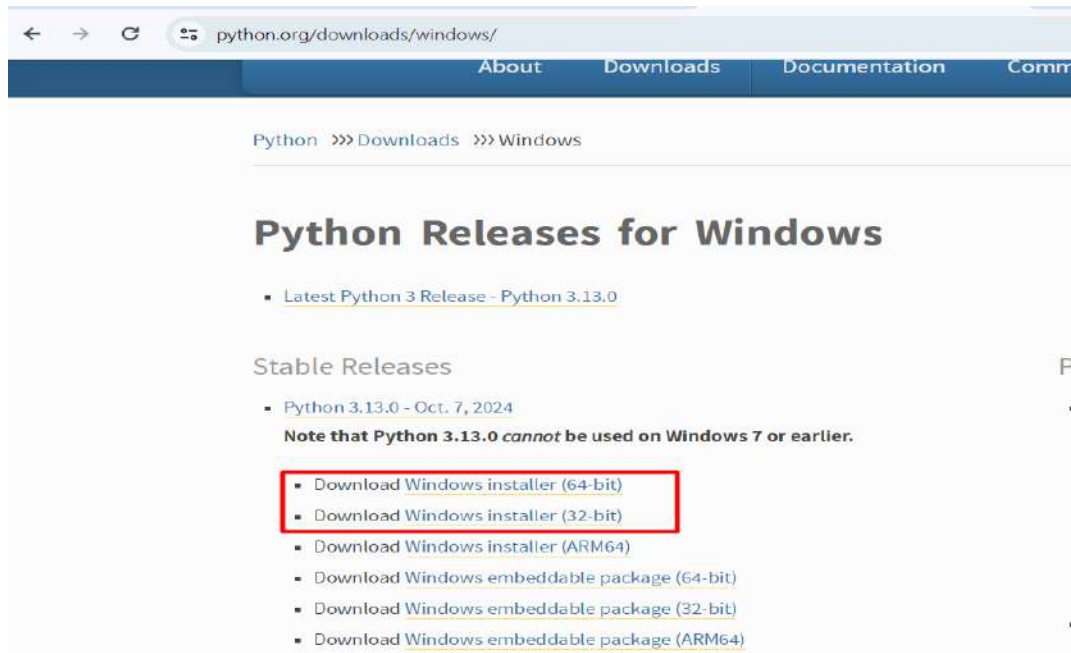 python.org/downloads/windows/
About Downloads Documentation Comm
Python >>> Downloads >>> Windows
Python Releases for Windows
Latest Python 3 Release - Python 3.13.0
Stable Releases
P
Python 3.13.0 - Oct. 7, 2024
Note that Python 3.13.0 cannot be used on Windows 7 or earlier.
Download Windows installer (64-bit)
Download Windows installer (32-bit)
Download Windows installer (ARM64)
Download Windows embeddable package (64-bit)
Download Windows embeddable package (32-bit)
Download Windows embeddable package (ARM64)